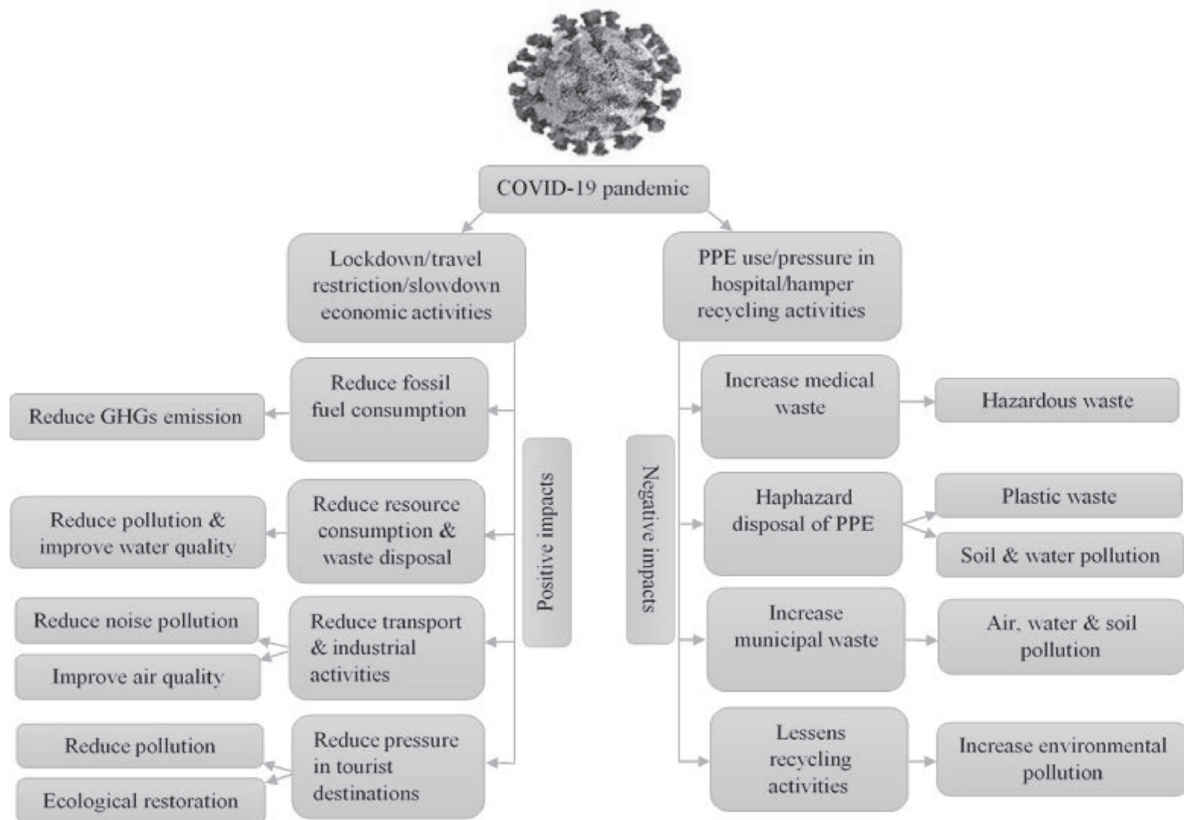 COVID-19 pandemic
Lockdown/travel
restriction/slowdown
economic activities
PPE use/pressure in
hospital/hamper
recycling activities
Reduce fossil
fuel consumption
Reduce GHGs emission
Reduce resource
consumption &
waste disposal
Reduce pollution &
improve water quality
Reduce transport
& industrial
activities
Reduce noise pollution
Improve air quality
Reduce pressure
in tourist
destinations
Reduce pollution
Ecological restoration
Positive impacts
Negative impacts
Increase medical
waste
Hazardous waste
Haphazard
disposal of PPE
Plastic waste
Soil & water pollution
Increase
municipal waste
Air, water & soil
pollution
Lessens
recycling
activities
Increase environmental
pollution